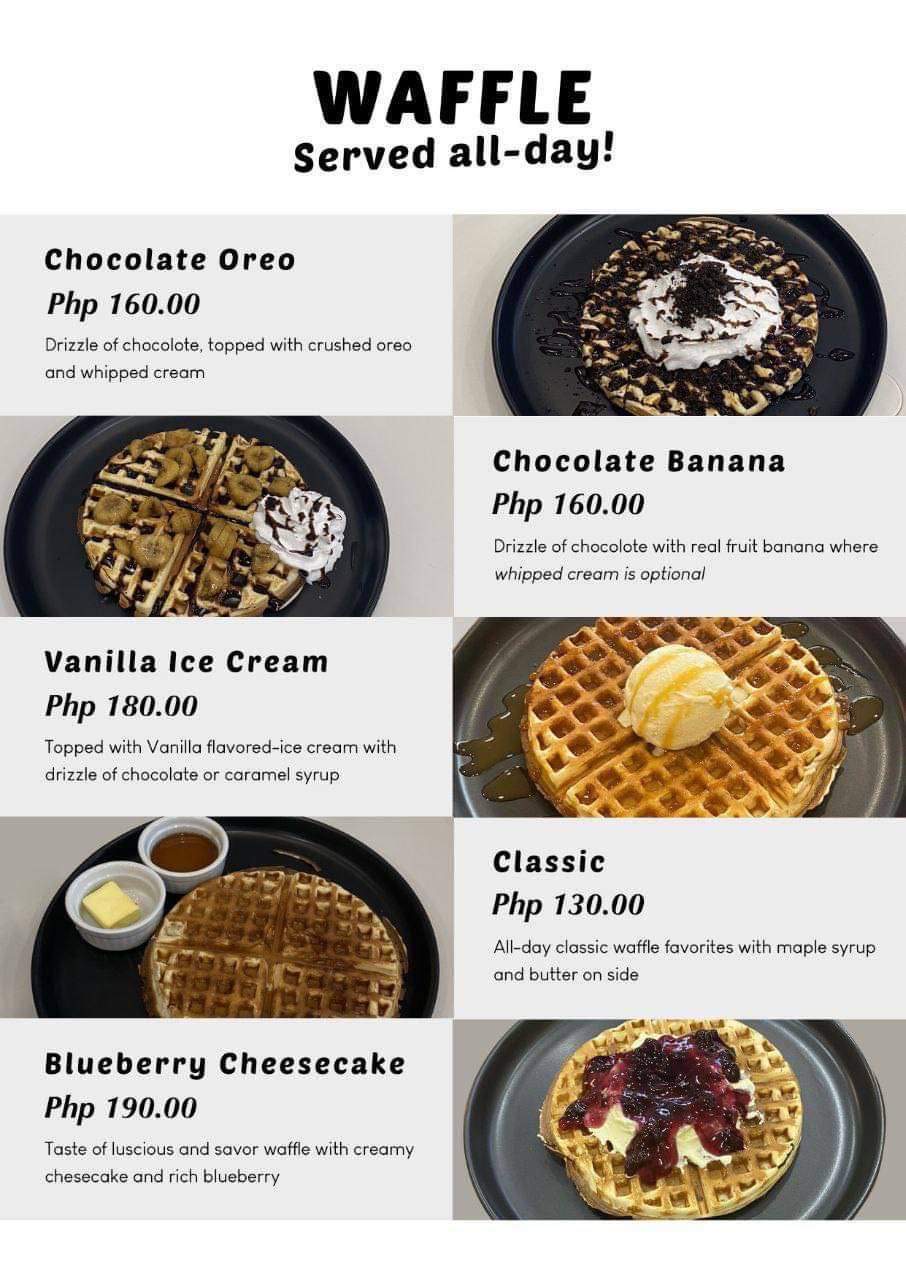 WAFFLE
Served all-day!
Chocolate Oreo
Php 160.00
Drizzle of chocolote, topped with crushed oreo
and whipped cream
Chocolate Banana
Php 160.00
Drizzle of chocolote with real fruit banana where
whipped cream is optional
Vanilla Ice Cream
Php 180.00
Topped with Vanilla flavored-ice cream with
drizzle of chocolate or caramel syrup
Classic
Php 130.00
All-day classic waffle favorites with maple syrup
and butter on side
Blueberry Cheesecake
Php 190.00
Taste of luscious and savor waffle with creamy
chesecake and rich blueberry